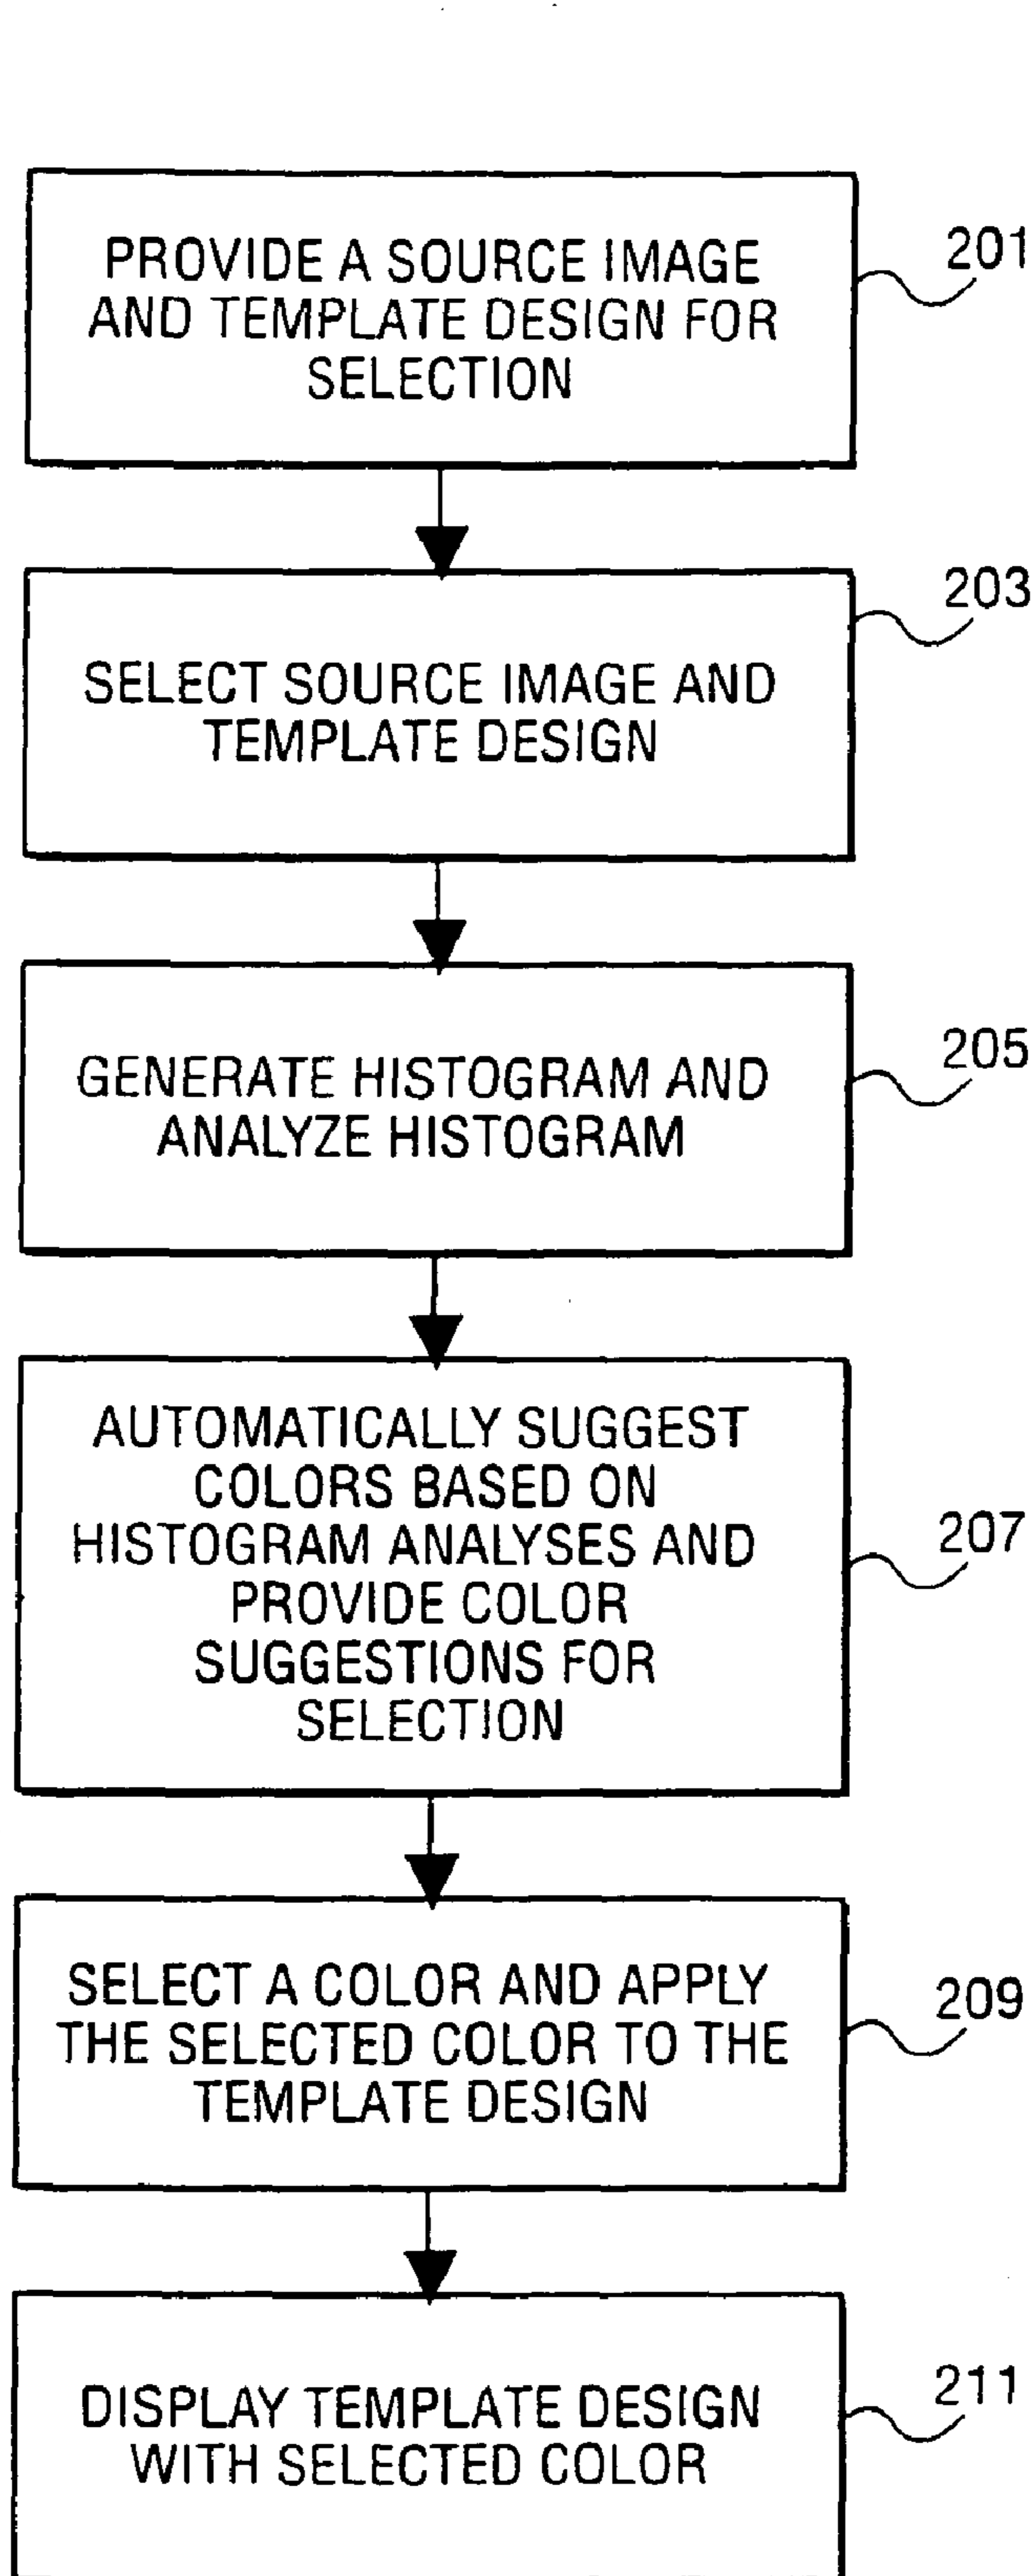 PROVIDE A SOURCE IMAGE
AND TEMPLATE DESIGN FOR
SELECTION
201
SELECT SOURCE IMAGE AND
TEMPLATE DESIGN
203
GENERATE HISTOGRAM AND
ANALYZE HISTOGRAM
205
AUTOMATICALLY SUGGEST
COLORS BASED ON
HISTOGRAM ANALYSES AND
PROVIDE COLOR
SUGGESTIONS FOR
SELECTION
207
SELECT A COLOR AND APPLY
THE SELECTED COLOR TO THE
TEMPLATE DESIGN
209
DISPLAY TEMPLATE DESIGN
WITH SELECTED COLOR
211